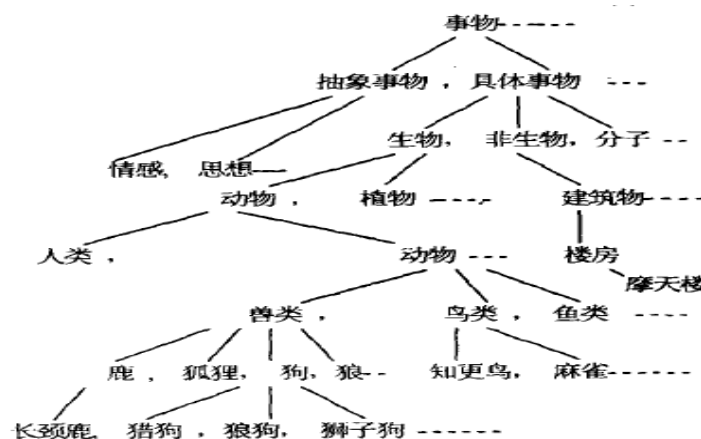 事物------
抽象事物，具体事物 ---
生物，非生物，分子 --
情感，思想---
动物，植物 ----- 建筑物----
人类， 动物 --- 楼房
摩天楼
兽类， 鸟类，鱼类 ----
鹿，狐狸，狗，狼-- 知更鸟，麻雀------
长颈鹿，猎狗，狼狗，狮子狗 ------